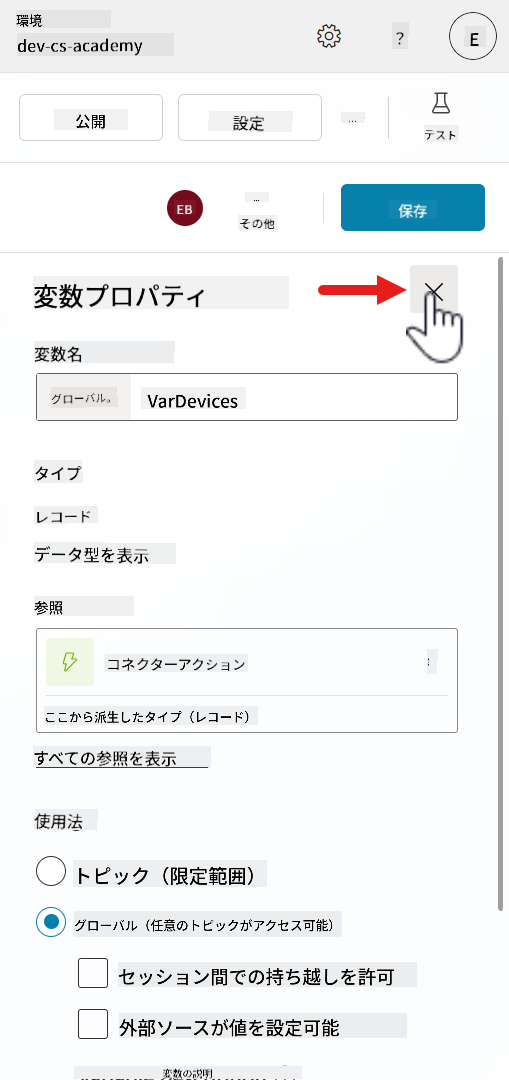 環境
dev-cs-academy
?
E
公開
設定
...
テスト
EB
...
その他
保存
変数プロパティ
変数名
グローバル。
VarDevices
タイプ
レコード
データ型を表示
参照
コネクターアクション
ここから派生したタイプ（レコード）
すべての参照を表示
使用法
トピック（限定範囲）
グローバル（任意のトピックがアクセス可能）
セッション間での持ち越しを許可
外部ソースが値を設定可能
変数の説明